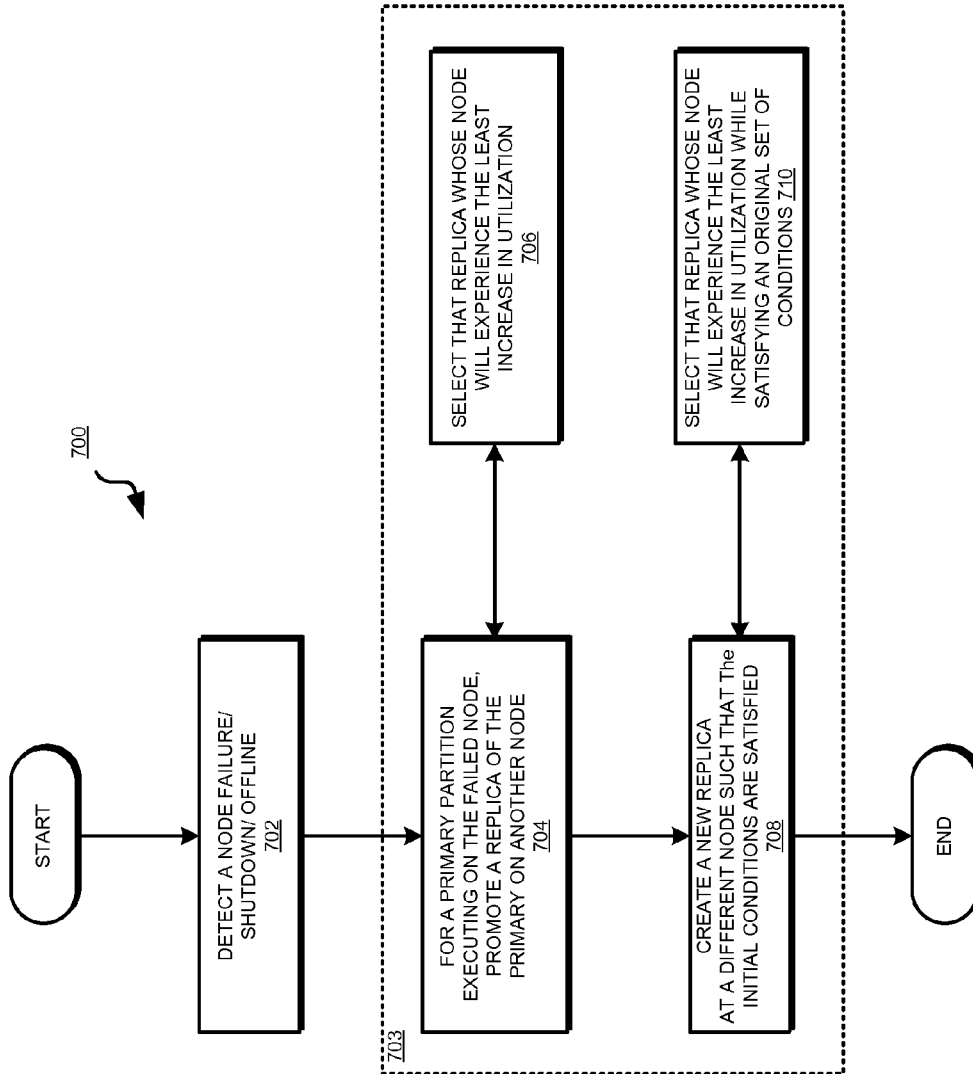 700
START
DETECT A NODE FAILURE/
SHUTDOWN/ OFFLINE
702
703
FOR A PRIMARY PARTITION
EXECUTING ON THE FAILED NODE,
PROMOTE A REPLICA OF THE
PRIMARY ON ANOTHER NODE
704
SELECT THAT REPLICA WHOSE NODE
WILL EXPERIENCE THE LEAST
INCREASE IN UTILIZATION
706
CREATE A NEW REPLICA
AT A DIFFERENT NODE SUCH THAT The
INITIAL CONDITIONS ARE SATISFIED
708
SELECT THAT REPLICA WHOSE NODE
WILL EXPERIENCE THE LEAST
INCREASE IN UTILIZATION WHILE
SATISFYING AN ORIGINAL SET OF
CONDITIONS 710
END